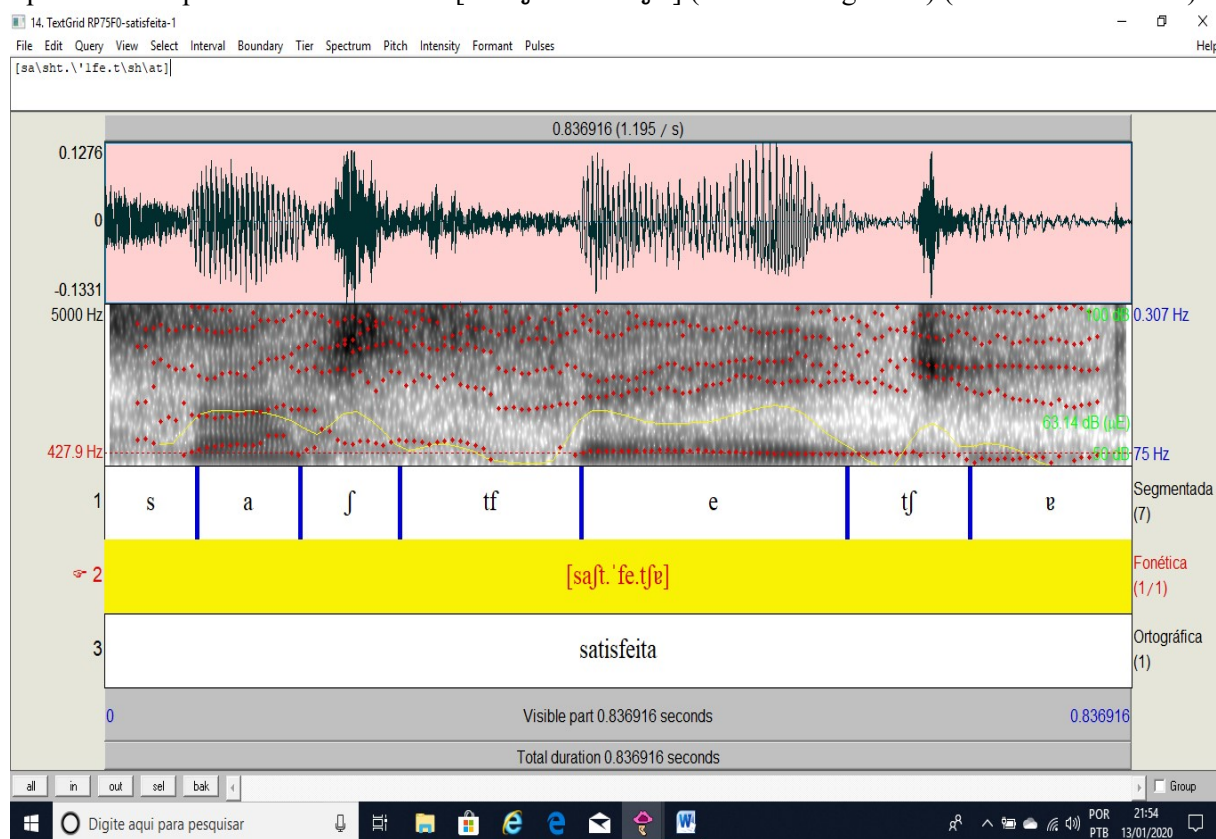 14. TextGrid RP75F0-satisfeita-1
File Edit Query View Select Interval Boundary Tier Spectrum Pitch Intensity Formant Pulses Help
[sa\sht.\'1fe.t\sh\at]
0.836916 (1.195 / s)
0.1276
0
-0.1331
5000 Hz
0.307 Hz
63.14 dB (µE)
427.9 Hz
75 Hz
1 s a ʃ tf e tʃ ɐ Segmentada (7)
2 [saʃt.ˈfe.tʃɐ] Fonética (1/1)
3 satisfeita Ortográfica (1)
0 Visible part 0.836916 seconds 0.836916
Total duration 0.836916 seconds
all in out sel bak Group
Digite aqui para pesquisar
POR 21:54
PTB 13/01/2020